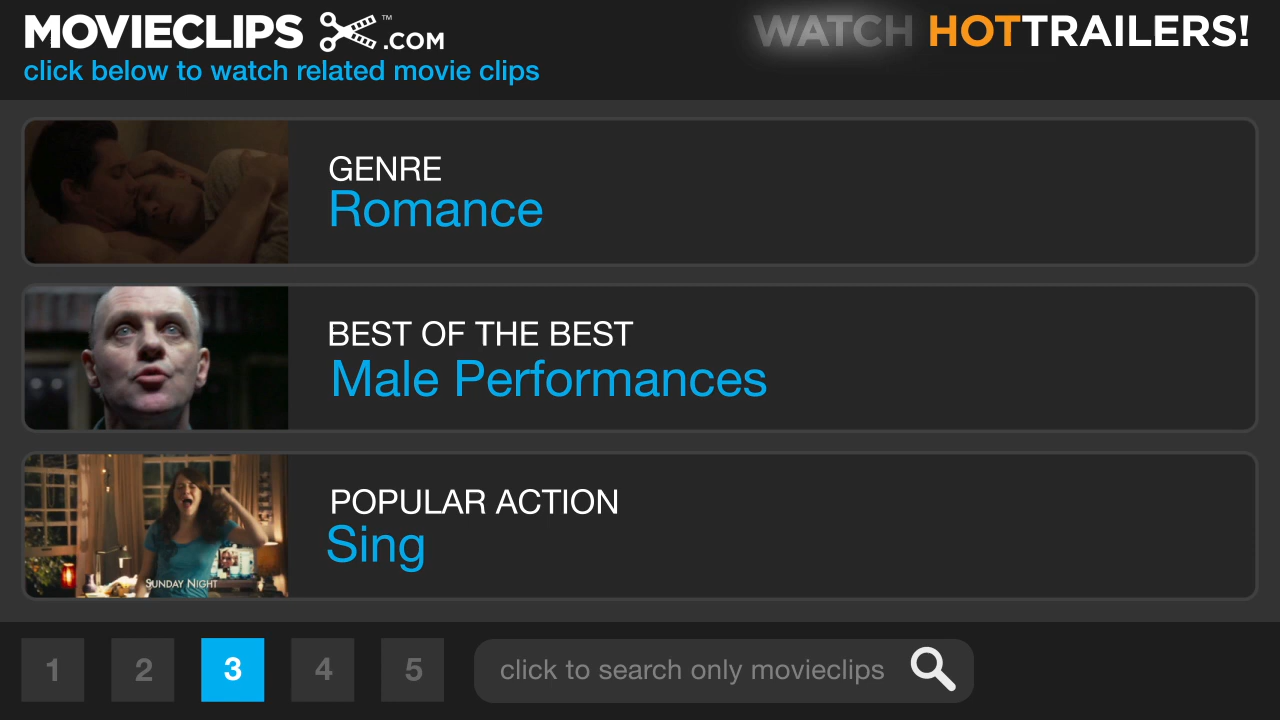 MOVIECLIPS ™ .COM
WATCH HOTTRAILERS!
click below to watch related movie clips
GENRE
Romance
BEST OF THE BEST
Male Performances
POPULAR ACTION
Sing
SUNDAY NIGHT
1 2 3 4 5 click to search only movieclips